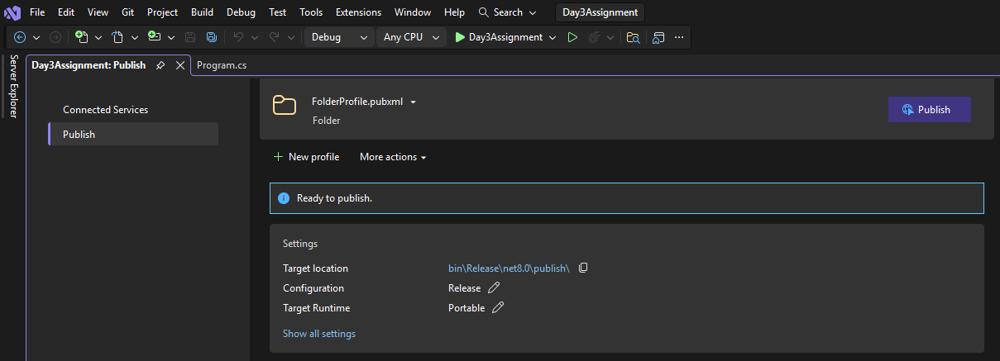 File Edit View Git Project Build Debug Test Tools Extensions Window Help Search Day3Assignment
Debug Any CPU Day3Assignment
Server Explorer
Day3Assignment: Publish Program.cs
Connected Services
Publish
FolderProfile.pubxml
Folder
Publish
New profile More actions
Ready to publish.
Settings
Target location bin\Release\net8.0\publish\
Configuration Release
Target Runtime Portable
Show all settings